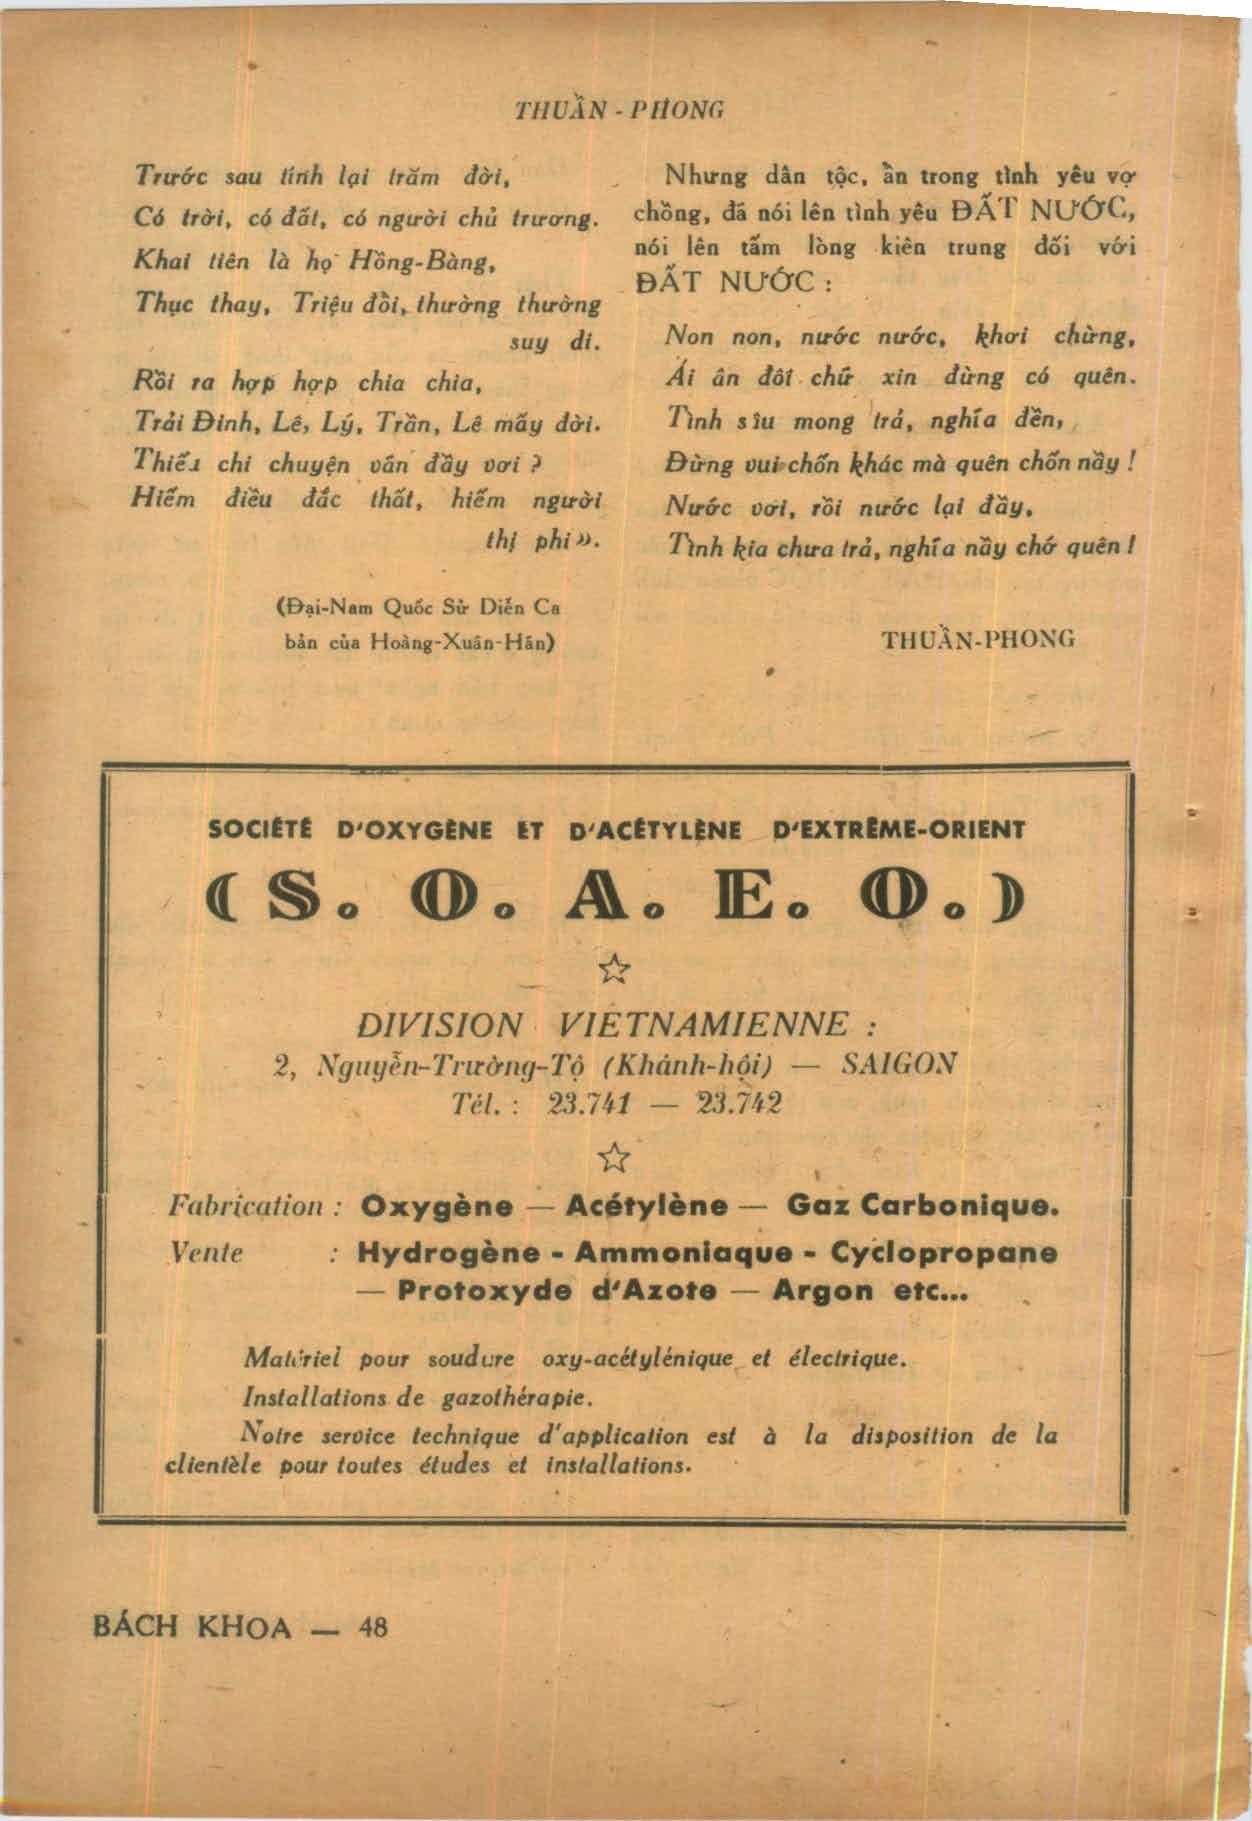 THUẦN - PHONG
Trước sau tính lại trăm đời,
Có trời, có đất, có người chủ trương.
Khai tiên là họ Hồng-Bàng,
Thục thay, Triệu đồi, thường thường
suy di.
Rồi ra hợp hợp chia chia,
Trải Đinh, Lê, Lý, Trần, Lê mấy đời.
Thiếu chi chuyện vắn đầy vơi ?
Hiếm điều đắc thất, hiếm người
thị phi».
(Đại-Nam Quốc Sử Diễn Ca
bản của Hoàng-Xuân-Hãn)
Nhưng dân tộc, ẩn trong tình yêu vợ
chồng, đã nói lên tình yêu ĐẤT NƯỚC,
nói lên tấm lòng kiên trung đối với
ĐẤT NƯỚC :
Non non, nước nước, khơi chừng,
Ái ân đôi chữ xin đừng có quên.
Tình sâu mong trả, nghĩa đền,
Đừng vui chốn khác mà quên chốn nầy !
Nước vơi, rồi nước lại đầy,
Tình kia chưa trả, nghĩa nầy chớ quên !
THUẦN-PHONG
SOCIÉTÉ D'OXYGÈNE ET D'ACÉTYLÈNE D'EXTRÊME-ORIENT
( S. O. A. E. O. )
DIVISION VIETNAMIENNE :
2, Nguyễn-Trường-Tộ (Khánh-hội) — SAIGON
Tél. : 23.741 — 23.742
Fabrication : Oxygène — Acétylène — Gaz Carbonique.
Vente : Hydrogène - Ammoniaque - Cyclopropane
— Protoxyde d'Azote — Argon etc...
Matériel pour soudure oxy-acétylénique et électrique.
Installations de gazothérapie.
Notre service technique d'application est à la disposition de la
clientèle pour toutes études et installations.
BÁCH KHOA — 48